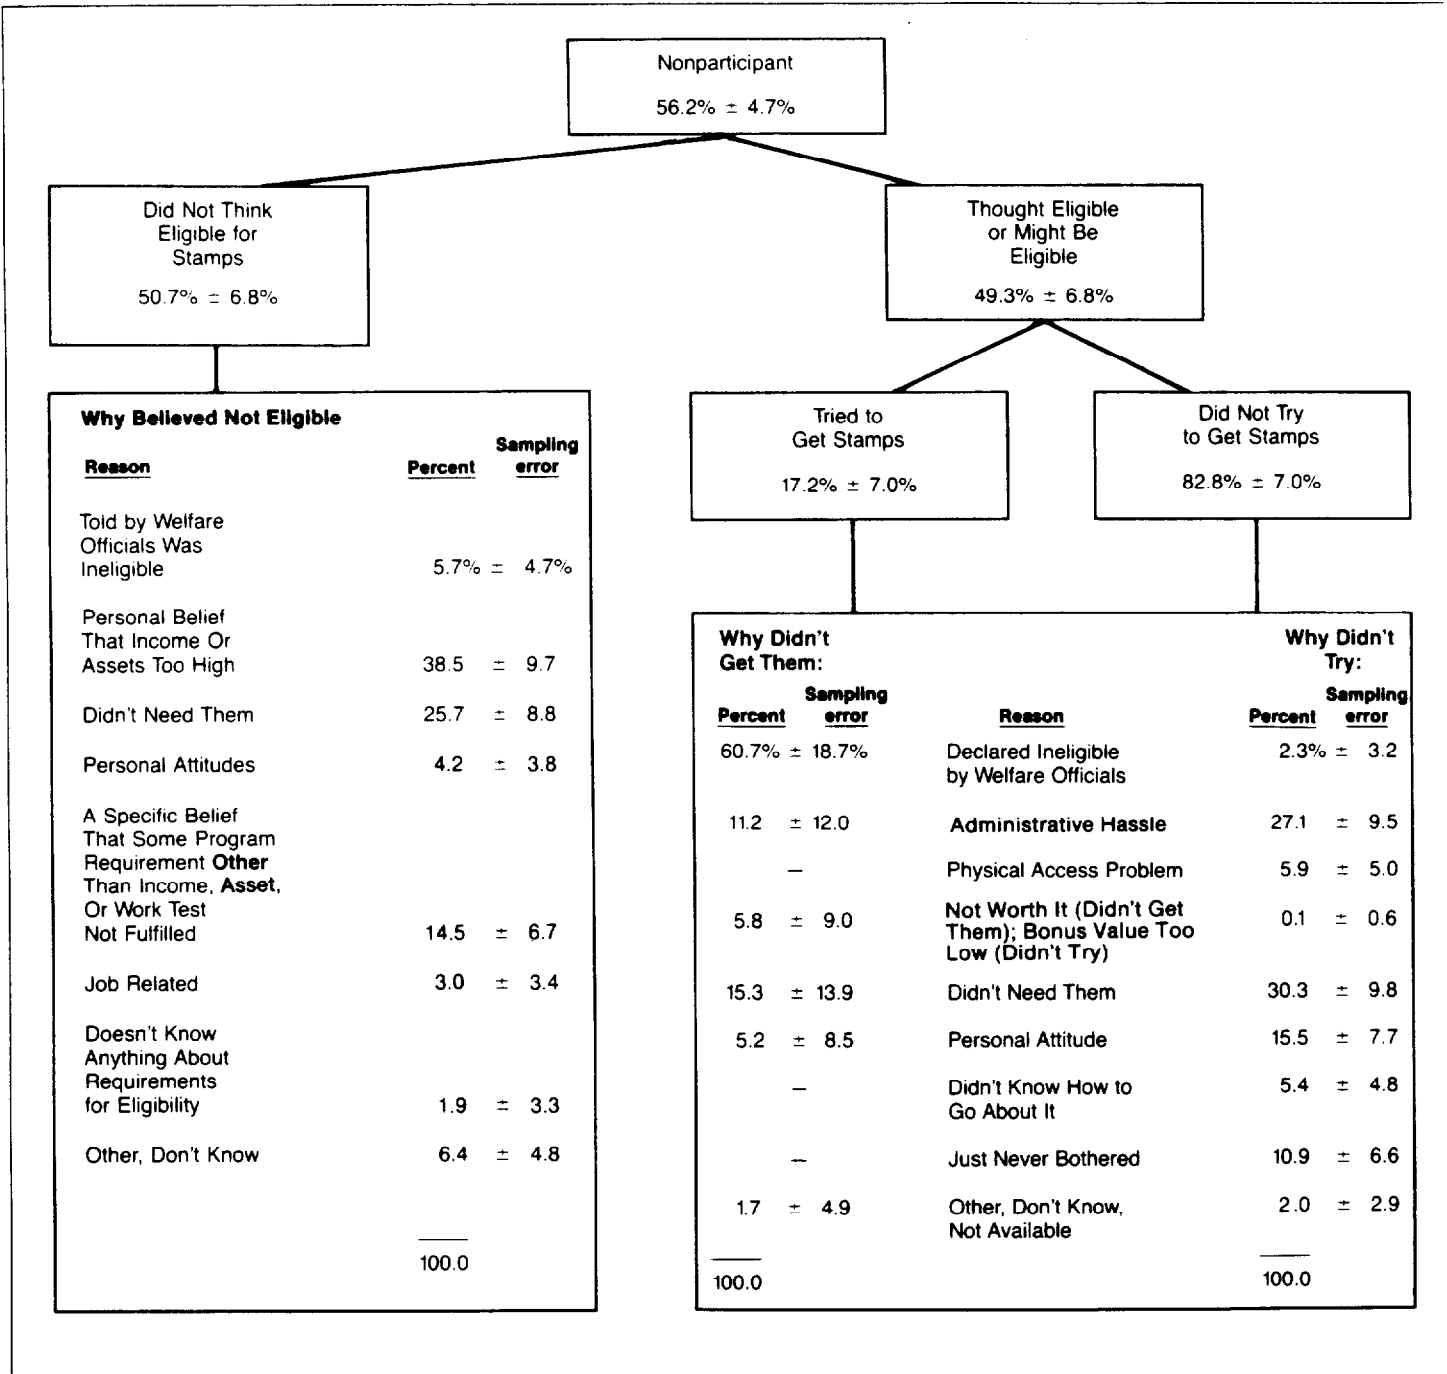 Nonparticipant
56.2% ± 4.7%
Did Not Think
Eligible for
Stamps
50.7% ± 6.8%
Thought Eligible
or Might Be
Eligible
49.3% ± 6.8%
Tried to
Get Stamps
17.2% ± 7.0%
Did Not Try
to Get Stamps
82.8% ± 7.0%
Why Believed Not Eligible
Sampling
Reason Percent error
Told by Welfare
Officials Was
Ineligible 5.7% ± 4.7%
Personal Belief
That Income Or
Assets Too High 38.5 ± 9.7
Didn't Need Them 25.7 ± 8.8
Personal Attitudes 4.2 ± 3.8
A Specific Belief
That Some Program
Requirement Other
Than Income, Asset,
Or Work Test
Not Fulfilled 14.5 ± 6.7
Job Related 3.0 ± 3.4
Doesn't Know
Anything About
Requirements
for Eligibility 1.9 ± 3.3
Other, Don't Know 6.4 ± 4.8
100.0
Why Didn't Why Didn't
Get Them: Try:
Sampling Sampling
Percent error Reason Percent error
60.7% ± 18.7% Declared Ineligible 2.3% ± 3.2
by Welfare Officials
11.2 ± 12.0 Administrative Hassle 27.1 ± 9.5
— Physical Access Problem 5.9 ± 5.0
5.8 ± 9.0 Not Worth It (Didn't Get 0.1 ± 0.6
Them); Bonus Value Too
Low (Didn't Try)
15.3 ± 13.9 Didn't Need Them 30.3 ± 9.8
5.2 ± 8.5 Personal Attitude 15.5 ± 7.7
— Didn't Know How to 5.4 ± 4.8
Go About It
— Just Never Bothered 10.9 ± 6.6
1.7 ± 4.9 Other, Don't Know, 2.0 ± 2.9
Not Available
100.0 100.0